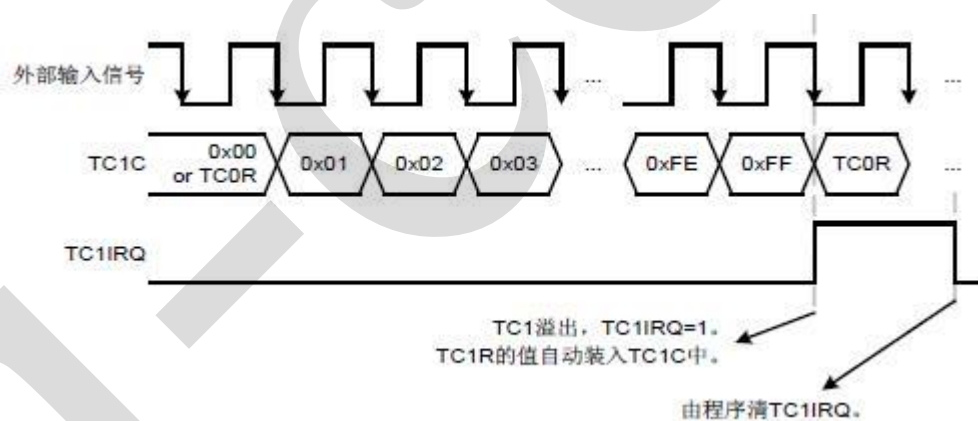 外部输入信号
...
...
TC1C
0x00
or TC0R
0x01
0x02
0x03
...
0xFE
0xFF
TC0R
...
TC1IRQ
TC1溢出，TC1IRQ=1。
TC1R的值自动装入TC1C中。
由程序清TC1IRQ。